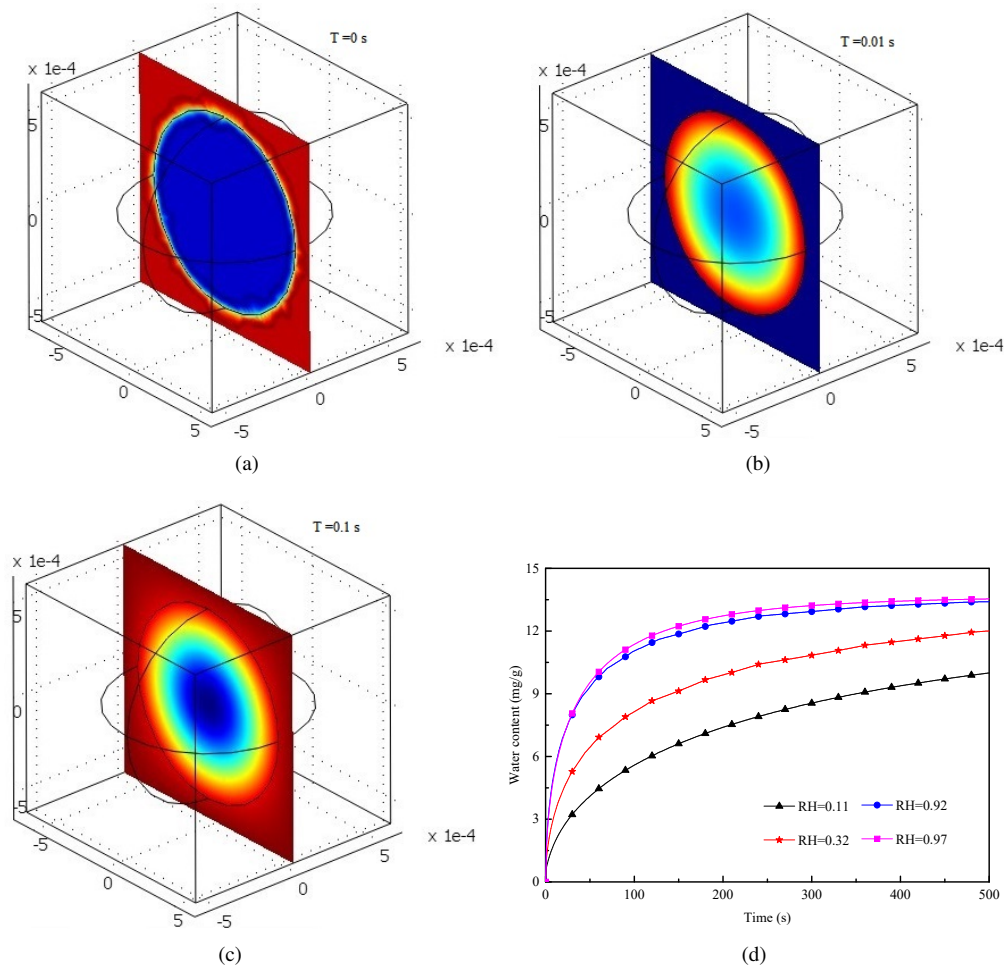 T =0 s
x 1e-4
5
0
-5
-5
0
5
5
0
-5
x 1e-4
(a)
T =0.01 s
x 1e-4
5
0
-5
-5
0
5
5
0
-5
x 1e-4
(b)
T =0.1 s
x 1e-4
5
0
-5
-5
0
5
5
0
-5
x 1e-4
(c)
15
12
9
6
3
0
Water content (mg/g)
RH=0.11
RH=0.92
RH=0.32
RH=0.97
0 100 200 300 400 500
Time (s)
(d)